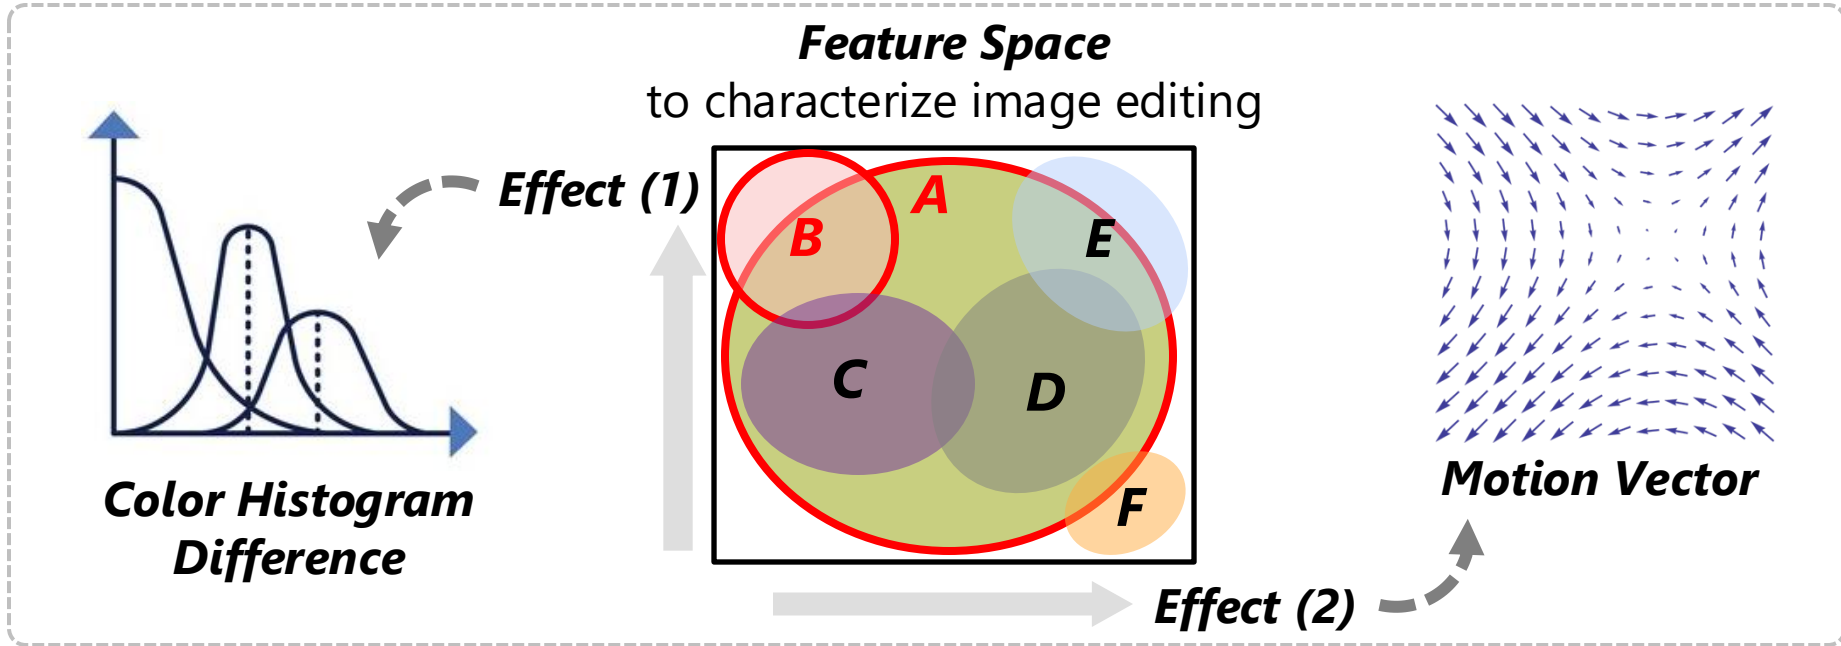 Feature Space
to characterize image editing
Effect (1)
A
B
E
C
D
F
Color Histogram
Difference
Motion Vector
Effect (2)